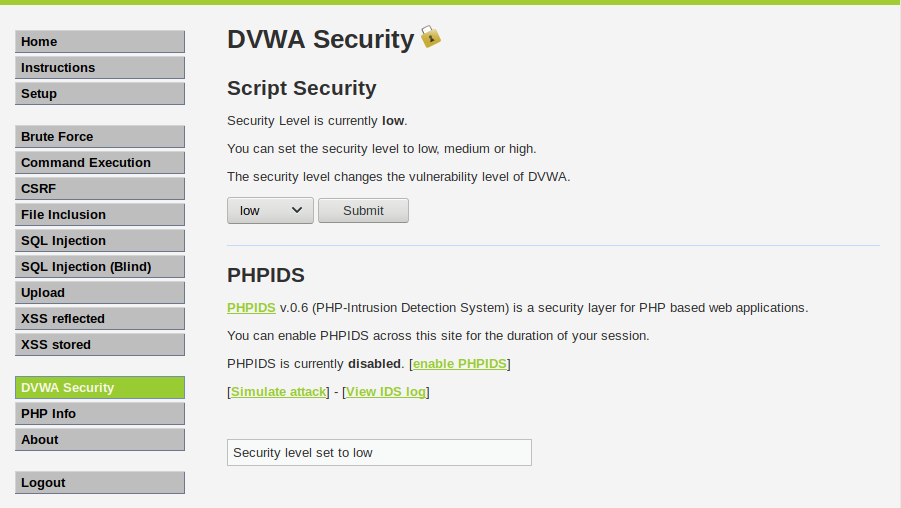 Home
Instructions
Setup
Brute Force
Command Execution
CSRF
File Inclusion
SQL Injection
SQL Injection (Blind)
Upload
XSS reflected
XSS stored
DVWA Security
PHP Info
About
Logout
DVWA Security
Script Security
Security Level is currently low.
You can set the security level to low, medium or high.
The security level changes the vulnerability level of DVWA.
low Submit
PHPIDS
PHPIDS v.0.6 (PHP-Intrusion Detection System) is a security layer for PHP based web applications.
You can enable PHPIDS across this site for the duration of your session.
PHPIDS is currently disabled. [enable PHPIDS]
[Simulate attack] - [View IDS log]
Security level set to low